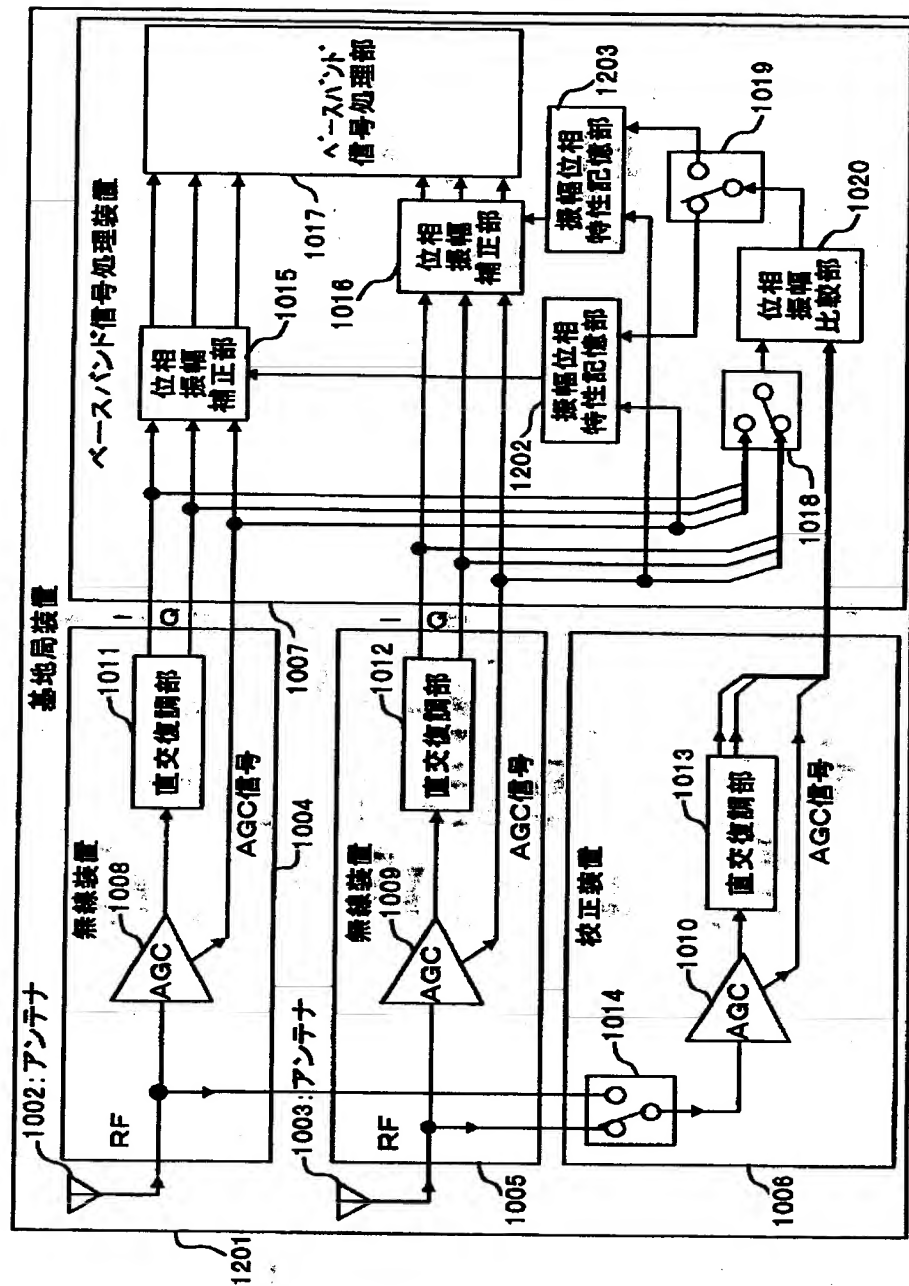 基地局装置
1201
1002:アンテナ
RF
無線装置
1008
AGC
1011
直交復調部
I
Q
AGC信号
1004
1003:アンテナ
無線装置
1009
AGC
1012
直交復調部
I
Q
AGC信号
1005
校正装置
1014
1010
AGC
1013
直交復調部
AGC信号
1006
ベースバンド信号処理装置
1007
位相
振幅
補正部
1015
位相
振幅
補正部
1016
ベースバンド
信号処理部
1017
振幅位相
特性記憶部
1202
振幅位相
特性記憶部
1203
1018
1019
位相
振幅
比較部
1020